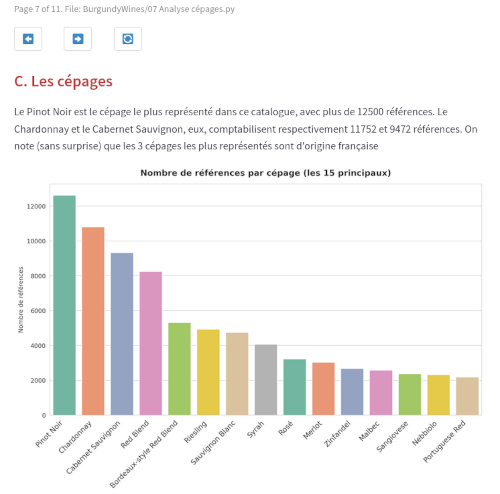 Page 7 of 11. File: BurgundyWines/07 Analyse cépages.py
C. Les cépages
Le Pinot Noir est le cépage le plus représenté dans ce catalogue, avec plus de 12500 références. Le
Chardonnay et le Cabernet Sauvignon, eux, comptabilisent respectivement 11752 et 9472 références. On
note (sans surprise) que les 3 cépages les plus représentés sont d'origine française
Nombre de références par cépage (les 15 principaux)
Nombre de références
12000
10000
8000
6000
4000
2000
0
Pinot Noir
Chardonnay
Cabernet Sauvignon
Red Blend
Bordeaux-style Red Blend
Riesling
Sauvignon Blanc
Syrah
Rosé
Merlot
Zinfandel
Malbec
Sangiovese
Nebbiolo
Portuguese Red